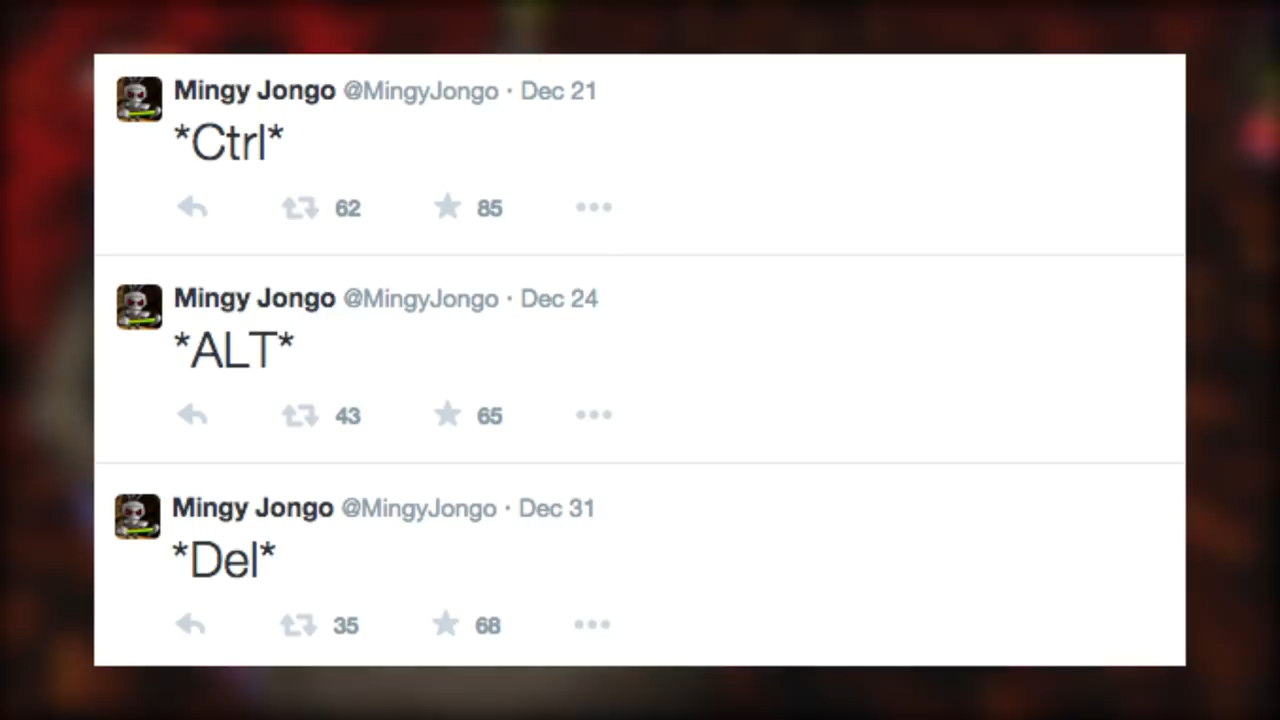 Mingy Jongo @MingyJongo · Dec 21
*Ctrl*
62 85
Mingy Jongo @MingyJongo · Dec 24
*ALT*
43 65
Mingy Jongo @MingyJongo · Dec 31
*Del*
35 68